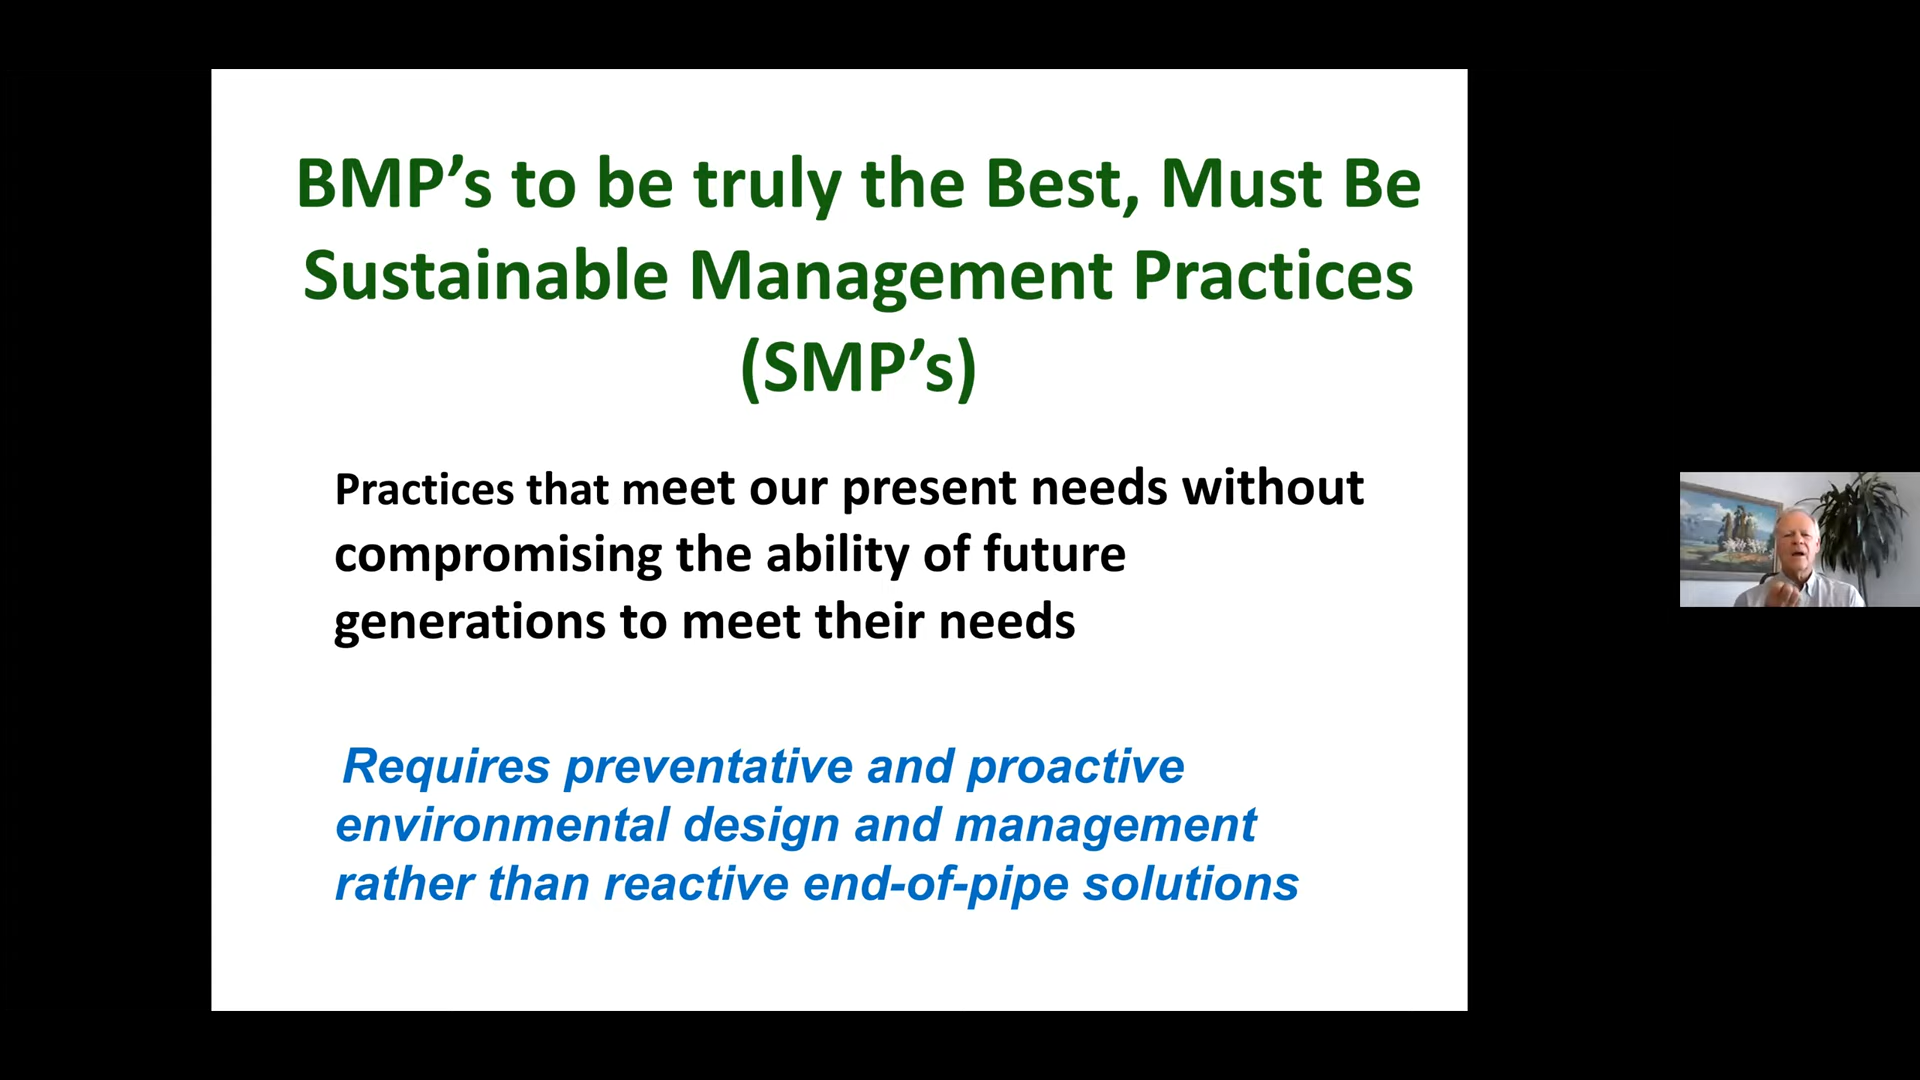 BMP’s to be truly the Best, Must Be
Sustainable Management Practices
(SMP’s)
Practices that meet our present needs without
compromising the ability of future
generations to meet their needs
Requires preventative and proactive
environmental design and management
rather than reactive end-of-pipe solutions